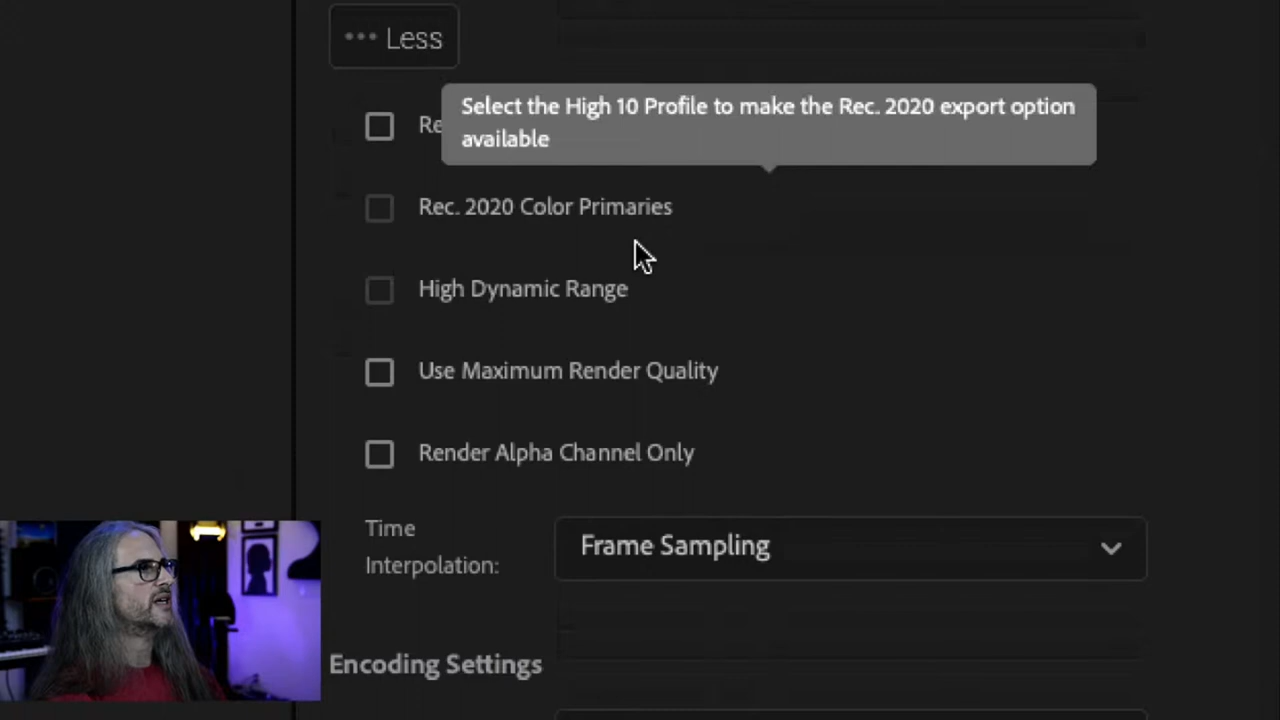 ••• Less
Select the High 10 Profile to make the Rec. 2020 export option
available
Re
Rec. 2020 Color Primaries
High Dynamic Range
Use Maximum Render Quality
Render Alpha Channel Only
Time
Interpolation:
Frame Sampling
Encoding Settings